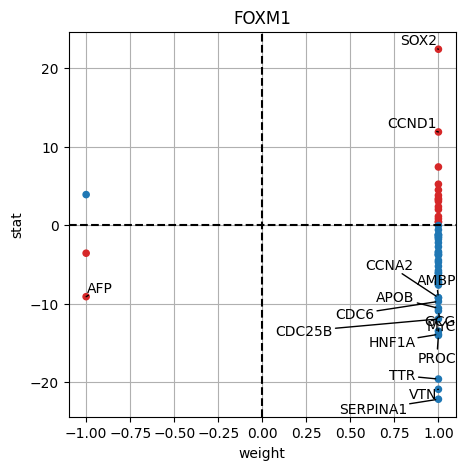 FOXM1
SOX2
CCND1
CCNA2
AMBP
AFP
APOB
CDC6
GCG
MYC
CDC25B
HNF1A
PROC
TTR
VTN
SERPINA1
stat
20
10
0
−10
−20
−1.00 −0.75 −0.50 −0.25 0.00 0.25 0.50 0.75 1.00
weight